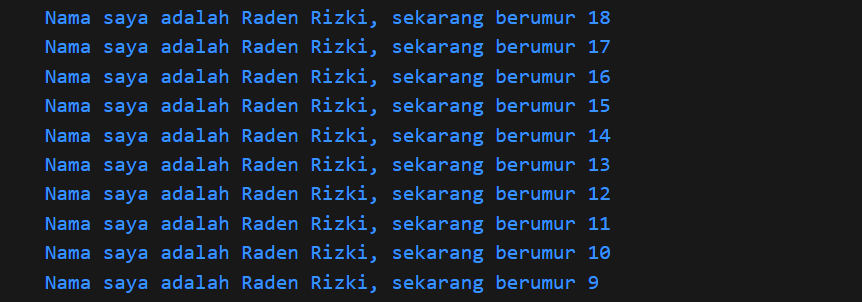 Nama saya adalah Raden Rizki, sekarang berumur 18
Nama saya adalah Raden Rizki, sekarang berumur 17
Nama saya adalah Raden Rizki, sekarang berumur 16
Nama saya adalah Raden Rizki, sekarang berumur 15
Nama saya adalah Raden Rizki, sekarang berumur 14
Nama saya adalah Raden Rizki, sekarang berumur 13
Nama saya adalah Raden Rizki, sekarang berumur 12
Nama saya adalah Raden Rizki, sekarang berumur 11
Nama saya adalah Raden Rizki, sekarang berumur 10
Nama saya adalah Raden Rizki, sekarang berumur 9